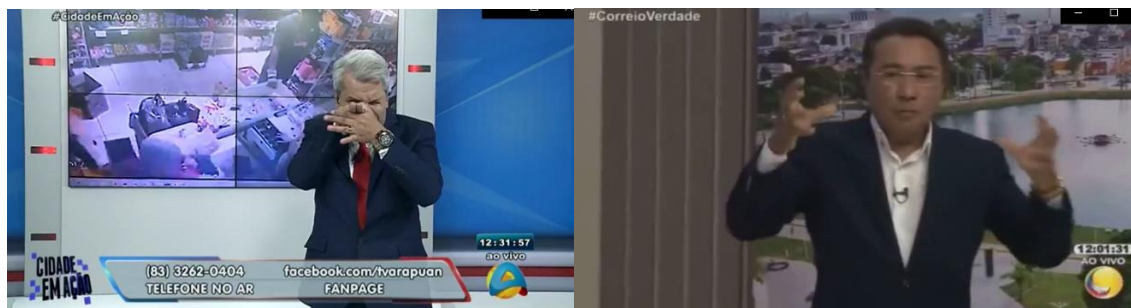 #CidadeEmAção
12:31:57
ao vivo
CIDADE
EM AÇÃO
(83) 3262-0404
facebook.com/tvarapuan
TELEFONE NO AR
FANPAGE
#CorreioVerdade
12:01:31
AO VIVO